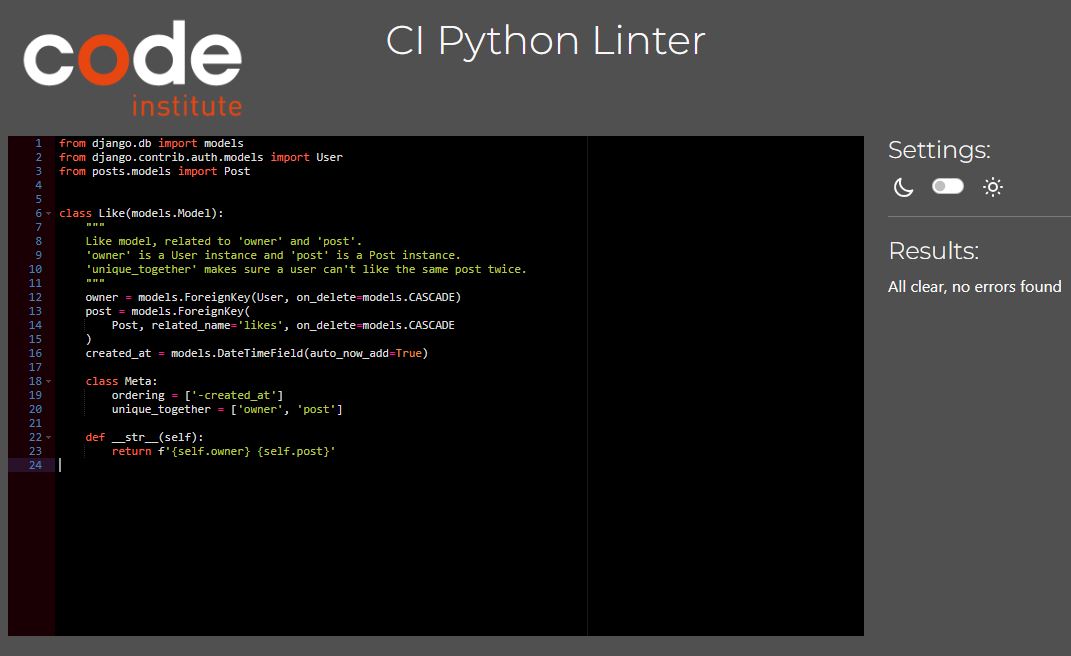 code
institute
CI Python Linter
1 from django.db import models
2 from django.contrib.auth.models import User
3 from posts.models import Post
4
5
6 class Like(models.Model):
7     """
8     Like model, related to 'owner' and 'post'.
9     'owner' is a User instance and 'post' is a Post instance.
10     'unique_together' makes sure a user can't like the same post twice.
11     """
12     owner = models.ForeignKey(User, on_delete=models.CASCADE)
13     post = models.ForeignKey(
14         Post, related_name='likes', on_delete=models.CASCADE
15     )
16     created_at = models.DateTimeField(auto_now_add=True)
17
18     class Meta:
19         ordering = ['-created_at']
20         unique_together = ['owner', 'post']
21
22     def __str__(self):
23         return f'{self.owner} {self.post}'
24
Settings:
Results:
All clear, no errors found